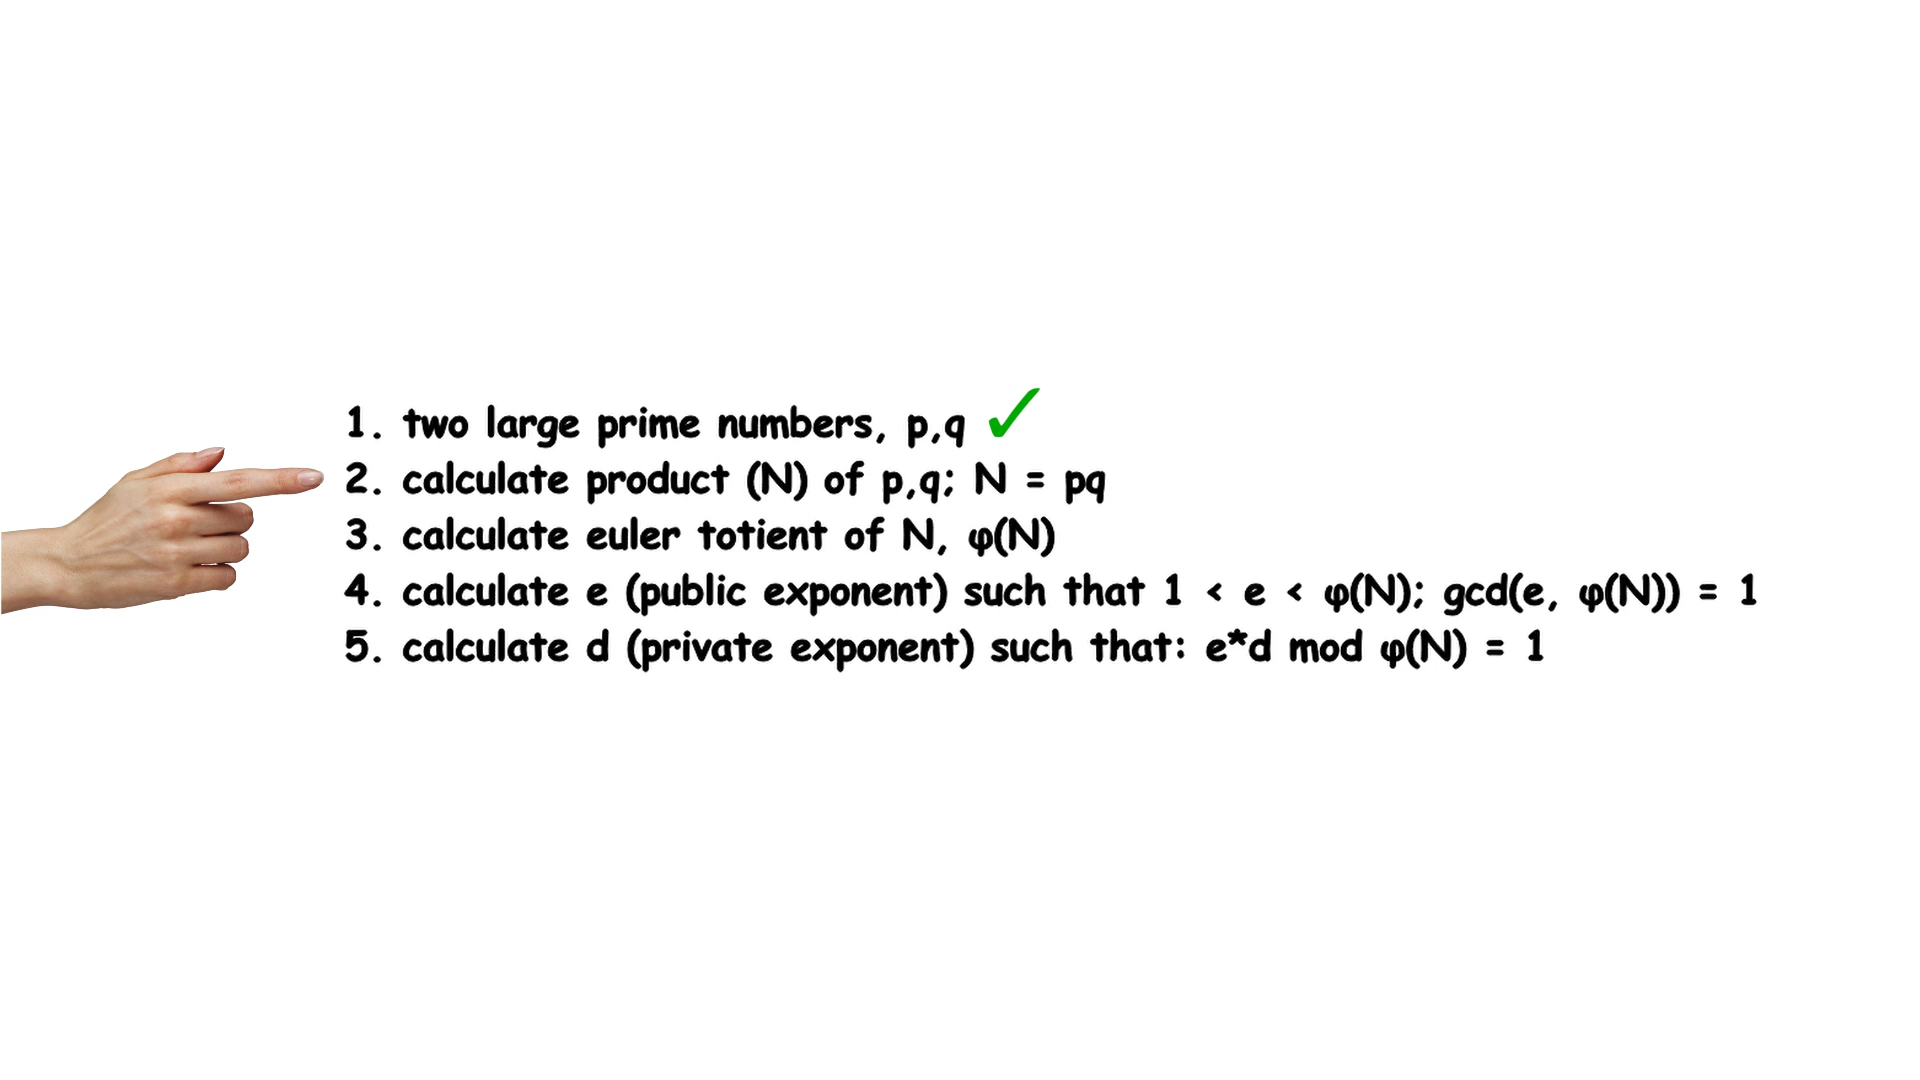 1. two large prime numbers, p,q ✓
2. calculate product (N) of p,q; N = pq
3. calculate euler totient of N, φ(N)
4. calculate e (public exponent) such that 1 < e < φ(N); gcd(e, φ(N)) = 1
5. calculate d (private exponent) such that: e*d mod φ(N) = 1